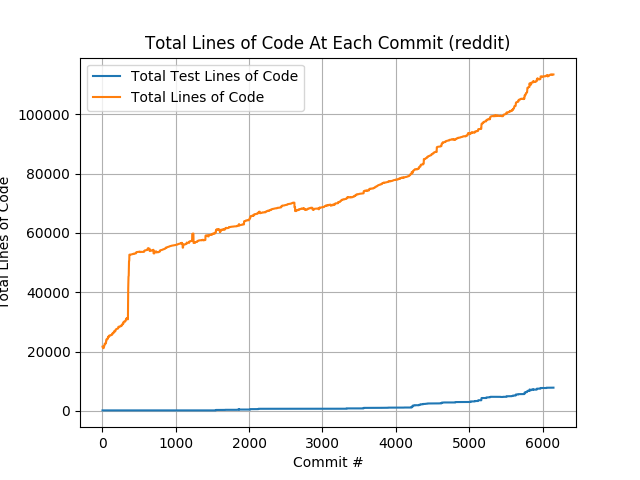 Total Lines of Code At Each Commit (reddit)
Total Test Lines of Code
Total Lines of Code
100000
80000
60000
40000
20000
0
Total Lines of Code
0 1000 2000 3000 4000 5000 6000
Commit #